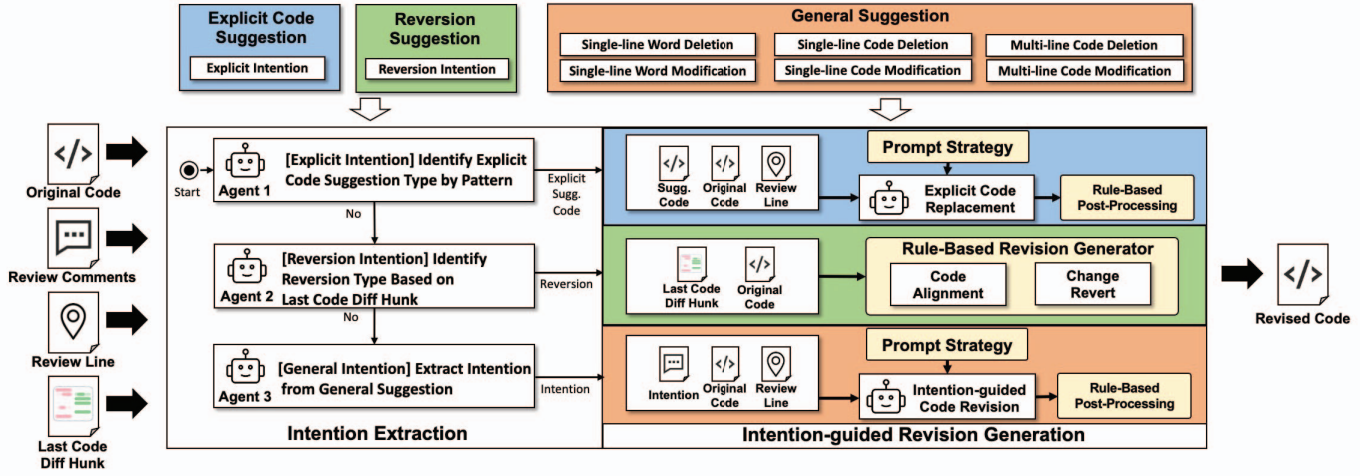 Explicit Code
Suggestion
Explicit Intention
Reversion
Suggestion
Reversion Intention
General Suggestion
Single-line Word Deletion
Single-line Code Deletion
Multi-line Code Deletion
Single-line Word Modification
Single-line Code Modification
Multi-line Code Modification
Original Code
Review Comments
Review Line
Last Code
Diff Hunk
Start
Agent 1
[Explicit Intention] Identify Explicit
Code Suggestion Type by Pattern
Explicit
Sugg.
Code
No
Agent 2
[Reversion Intention] Identify
Reversion Type Based on
Last Code Diff Hunk
Reversion
No
Agent 3
[General Intention] Extract Intention
from General Suggestion
Intention
Intention Extraction
Sugg.
Code
Original
Code
Review
Line
Prompt Strategy
Explicit Code
Replacement
Rule-Based
Post-Processing
Last Code
Diff Hunk
Original
Code
Rule-Based Revision Generator
Code
Alignment
Change
Revert
Intention
Original
Code
Review
Line
Prompt Strategy
Intention-guided
Code Revision
Rule-Based
Post-Processing
Intention-guided Revision Generation
Revised Code